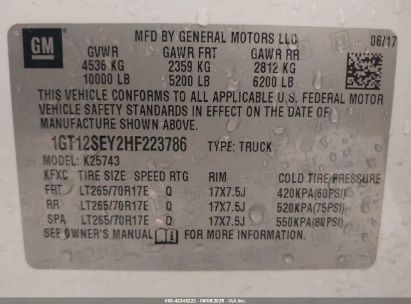 GM
MFD BY GENERAL MOTORS LLC
06/17
GVWR GAWR FRT GAWR RR
4536 KG 2359 KG 2812 KG
10000 LB 5200 LB 6200 LB
THIS VEHICLE CONFORMS TO ALL APPLICABLE U.S. FEDERAL MOTOR
VEHICLE SAFETY STANDARDS IN EFFECT ON THE DATE OF
MANUFACTURE SHOWN ABOVE.
1GT12SEY2HF223786 TYPE: TRUCK
MODEL: K25743
KFXC TIRE SIZE SPEED RTG RIM COLD TIRE PRESSURE
FRT LT265/70R17E Q 17X7.5J 420KPA(60PSI)
RR LT265/70R17E Q 17X7.5J 520KPA(75PSI)
SPA LT265/70R17E Q 17X7.5J 550KPA(80PSI)
SEE OWNER'S MANUAL FOR MORE INFORMATION